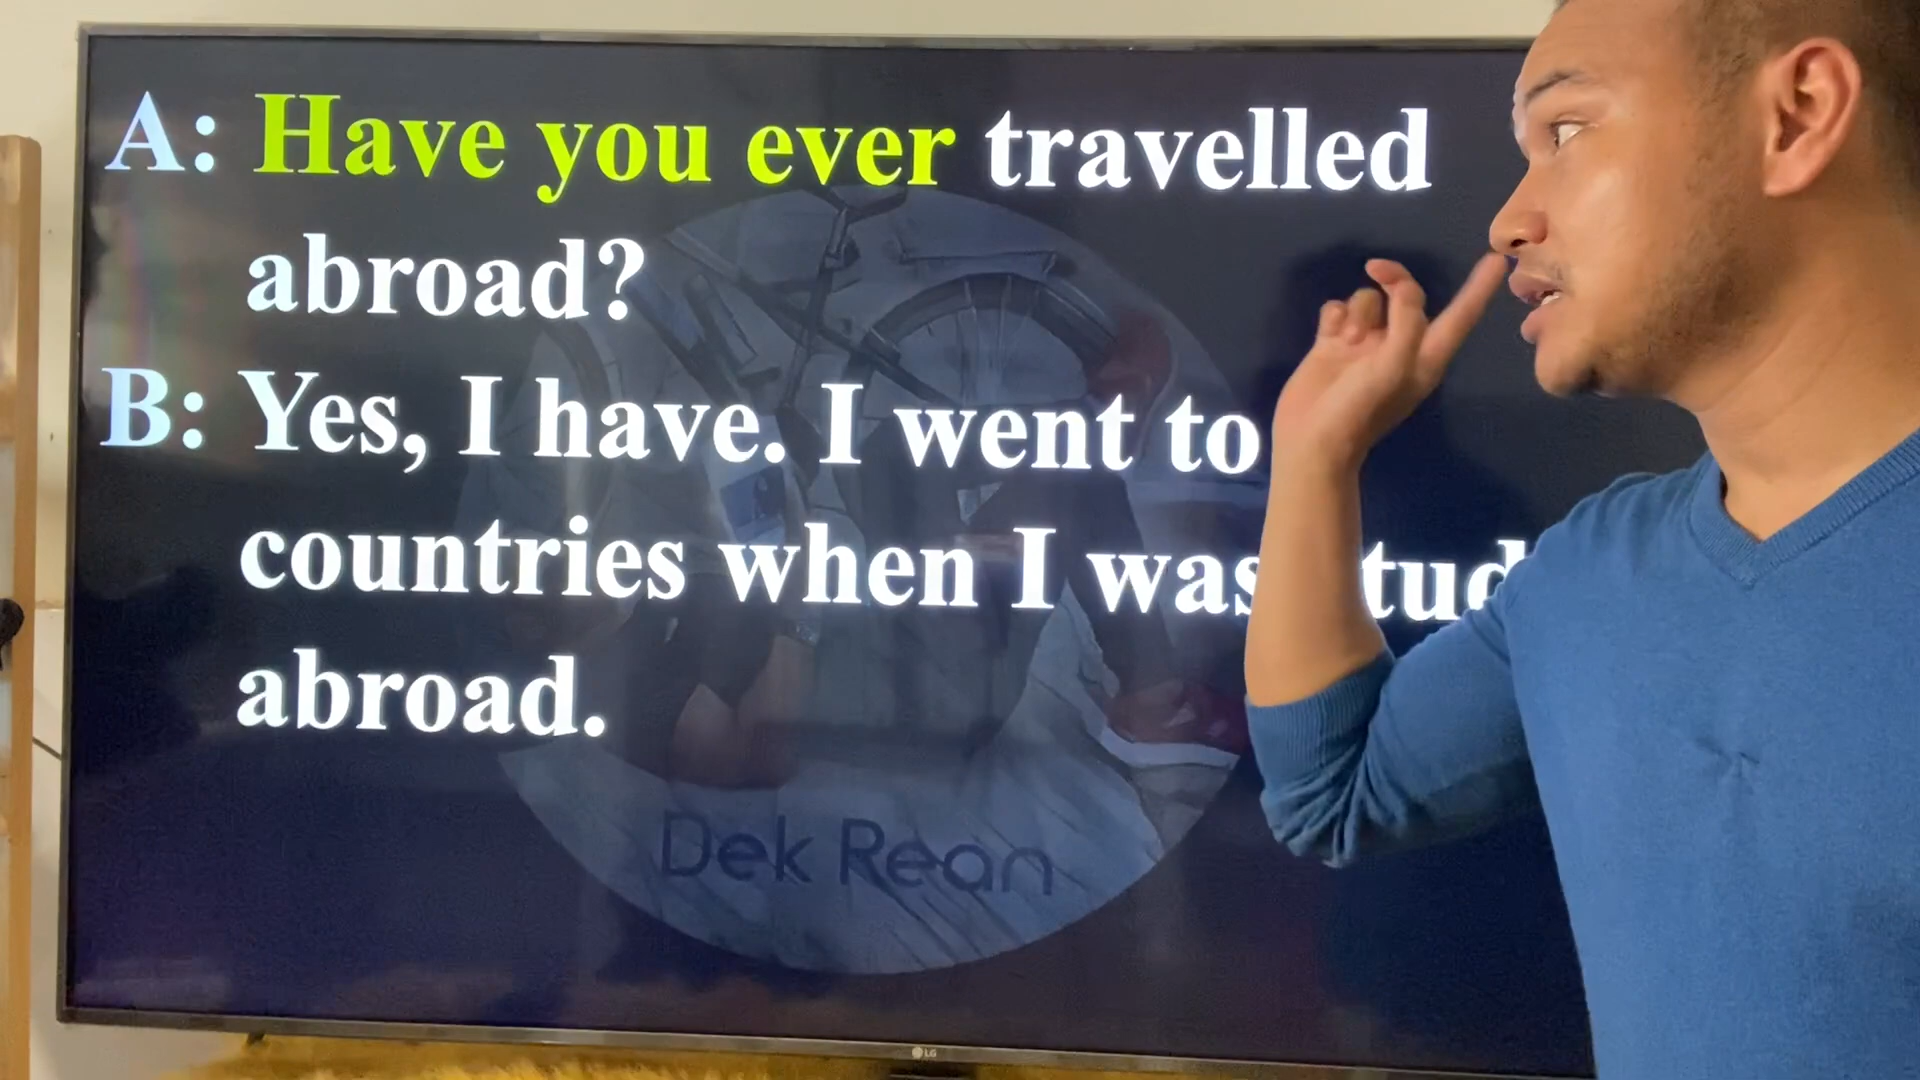 A: Have you ever travelled
abroad?
B: Yes, I have. I went to
countries when I was
abroad.
Dek Rean
LG